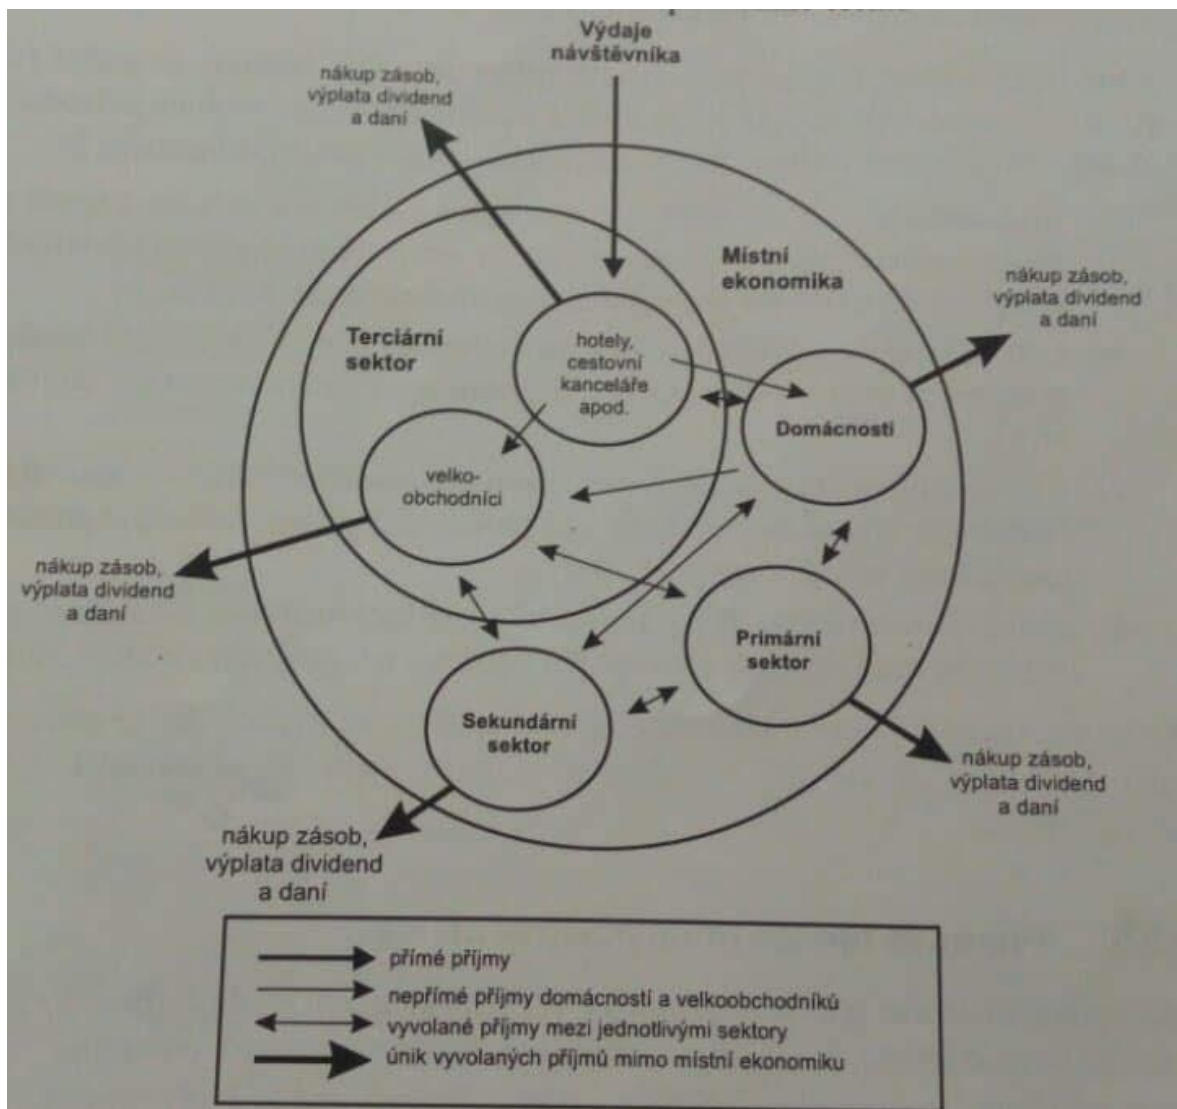 Výdaje
návštěvníka
nákup zásob,
výplata dividend
a daní
Místní
ekonomika
nákup zásob,
výplata dividend
a daní
Terciární
sektor
hotely,
cestovní
kanceláře
apod.
Domácnosti
velko-
obchodníci
nákup zásob,
výplata dividend
a daní
Primární
sektor
Sekundární
sektor
nákup zásob,
výplata dividend
a daní
nákup zásob,
výplata dividend
a daní
přímé příjmy
nepřímé příjmy domácností a velkoobchodníků
vyvolané příjmy mezi jednotlivými sektory
únik vyvolaných příjmů mimo místní ekonomiku